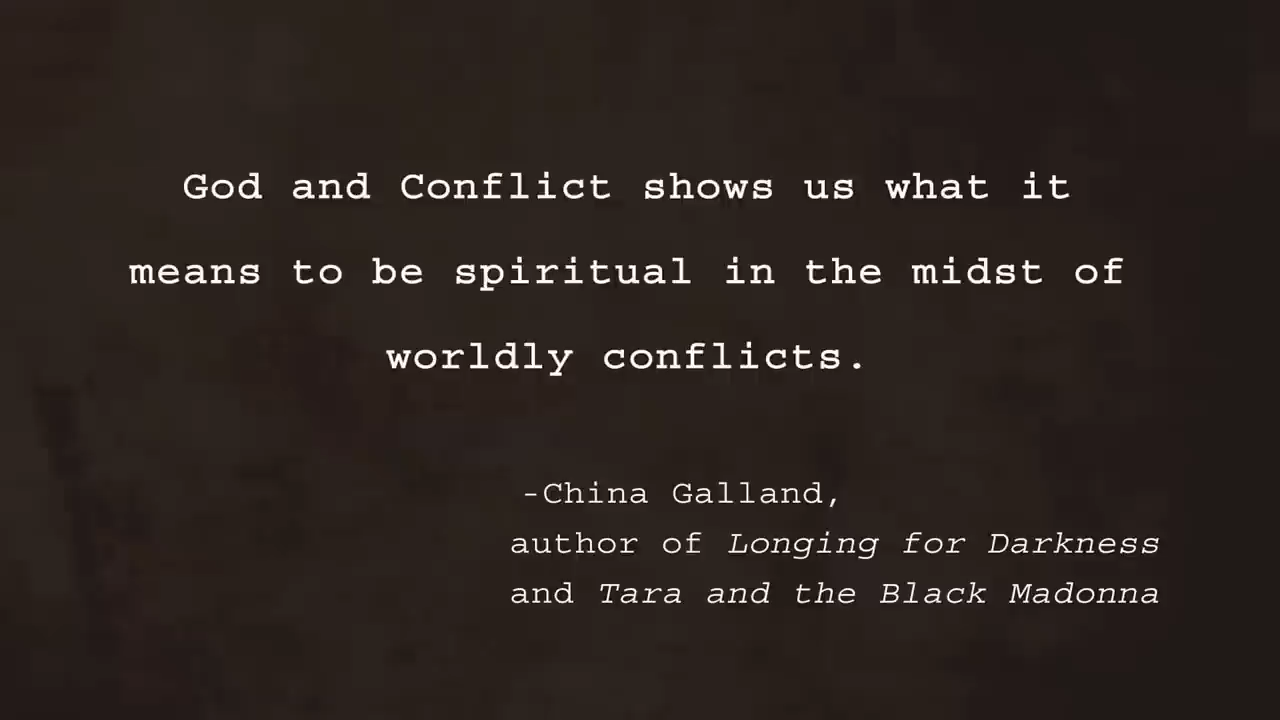 God and Conflict shows us what it
means to be spiritual in the midst of
worldly conflicts.
-China Galland,
author of Longing for Darkness
and Tara and the Black Madonna